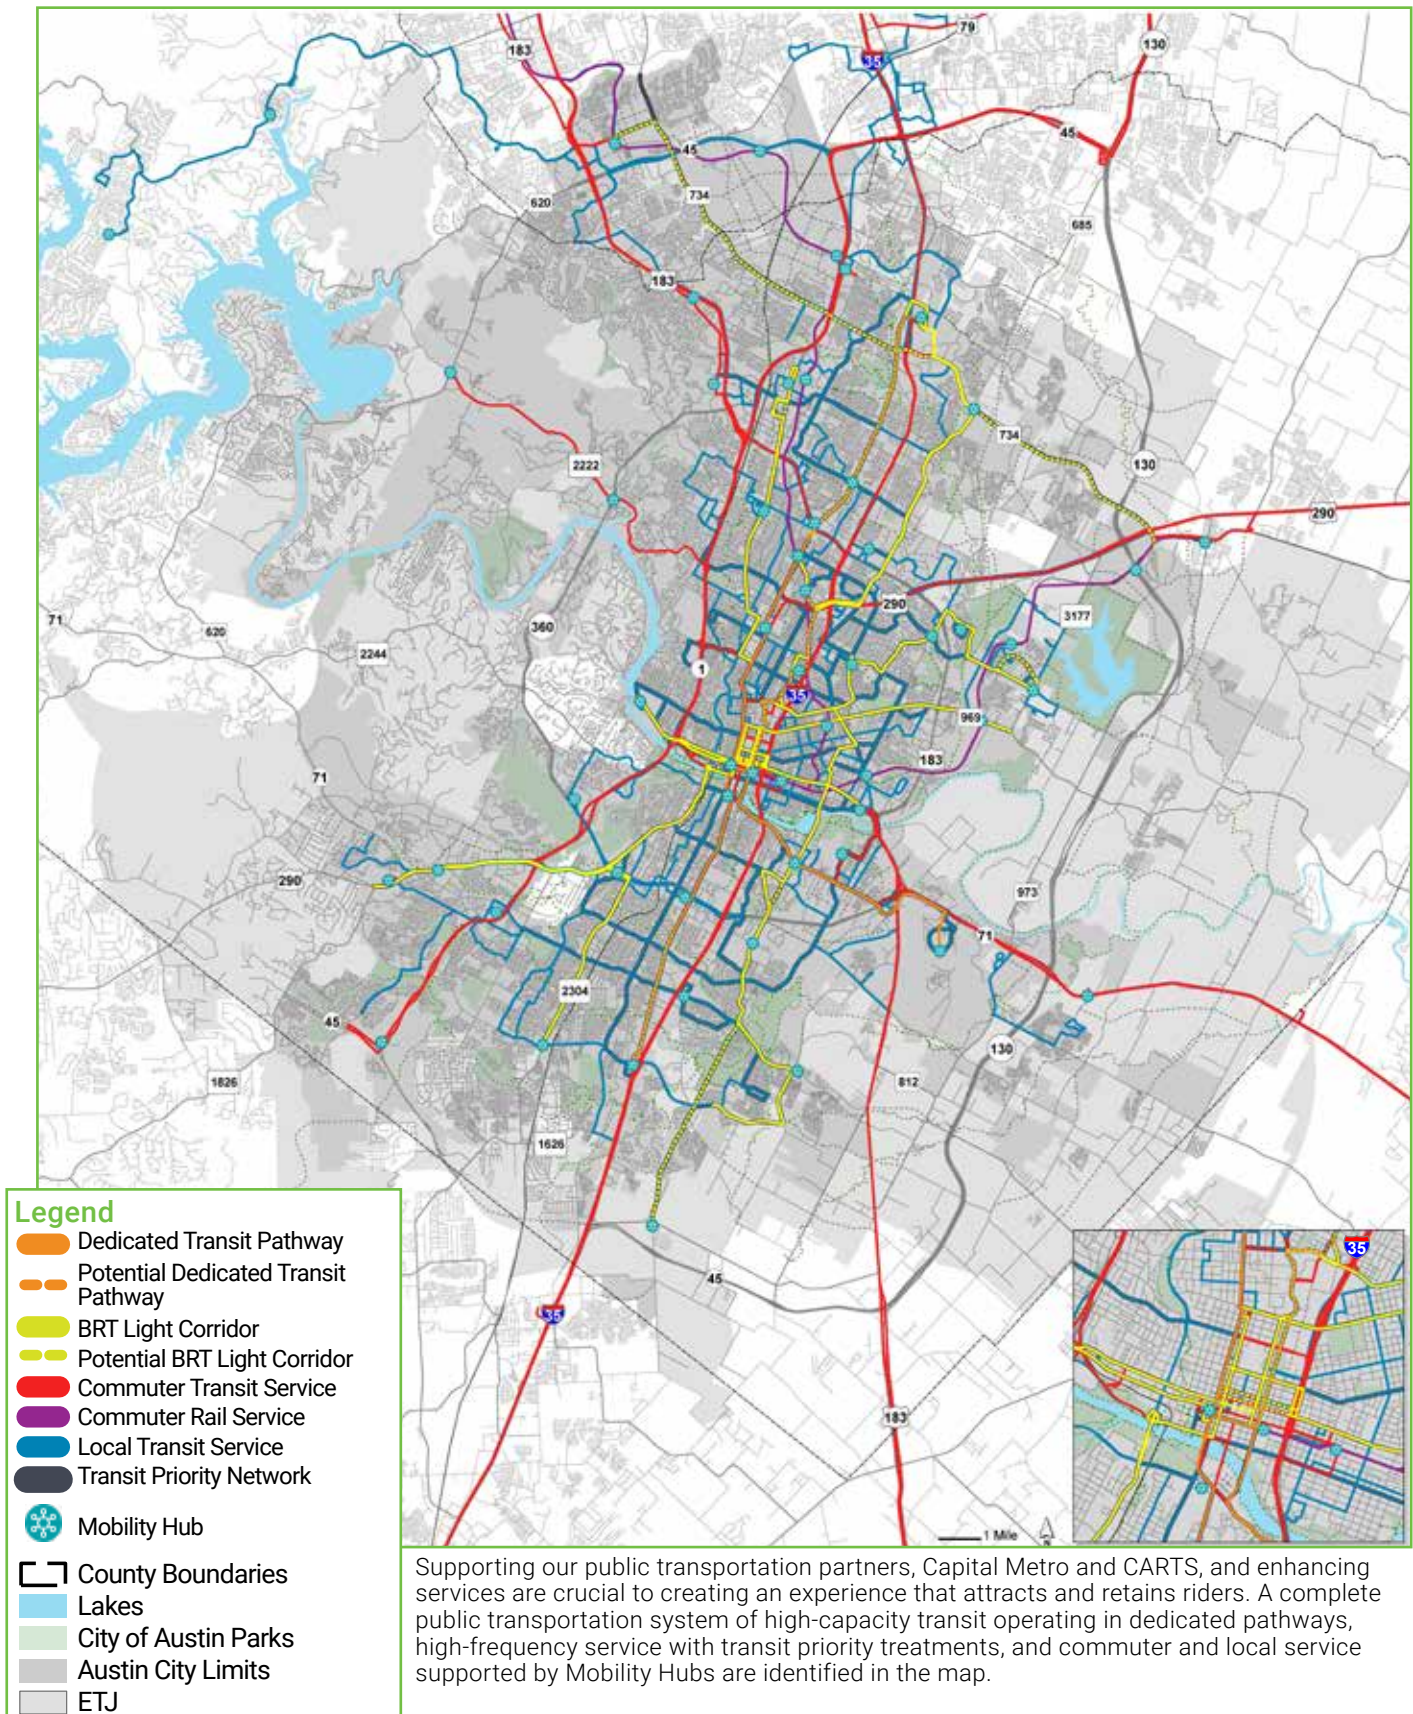 183
79
35
130
45
45
734
620
685
183
734
2222
130
290
71
620
2244
360
290
3177
1
35
969
183
71
290
973
71
2304
45
130
1826
812
1626
45
35
35
183
1 Mile
N
Legend
Dedicated Transit Pathway
Potential Dedicated Transit
Pathway
BRT Light Corridor
Potential BRT Light Corridor
Commuter Transit Service
Commuter Rail Service
Local Transit Service
Transit Priority Network
Mobility Hub
County Boundaries
Lakes
City of Austin Parks
Austin City Limits
ETJ
Supporting our public transportation partners, Capital Metro and CARTS, and enhancing
services are crucial to creating an experience that attracts and retains riders. A complete
public transportation system of high-capacity transit operating in dedicated pathways,
high-frequency service with transit priority treatments, and commuter and local service
supported by Mobility Hubs are identified in the map.